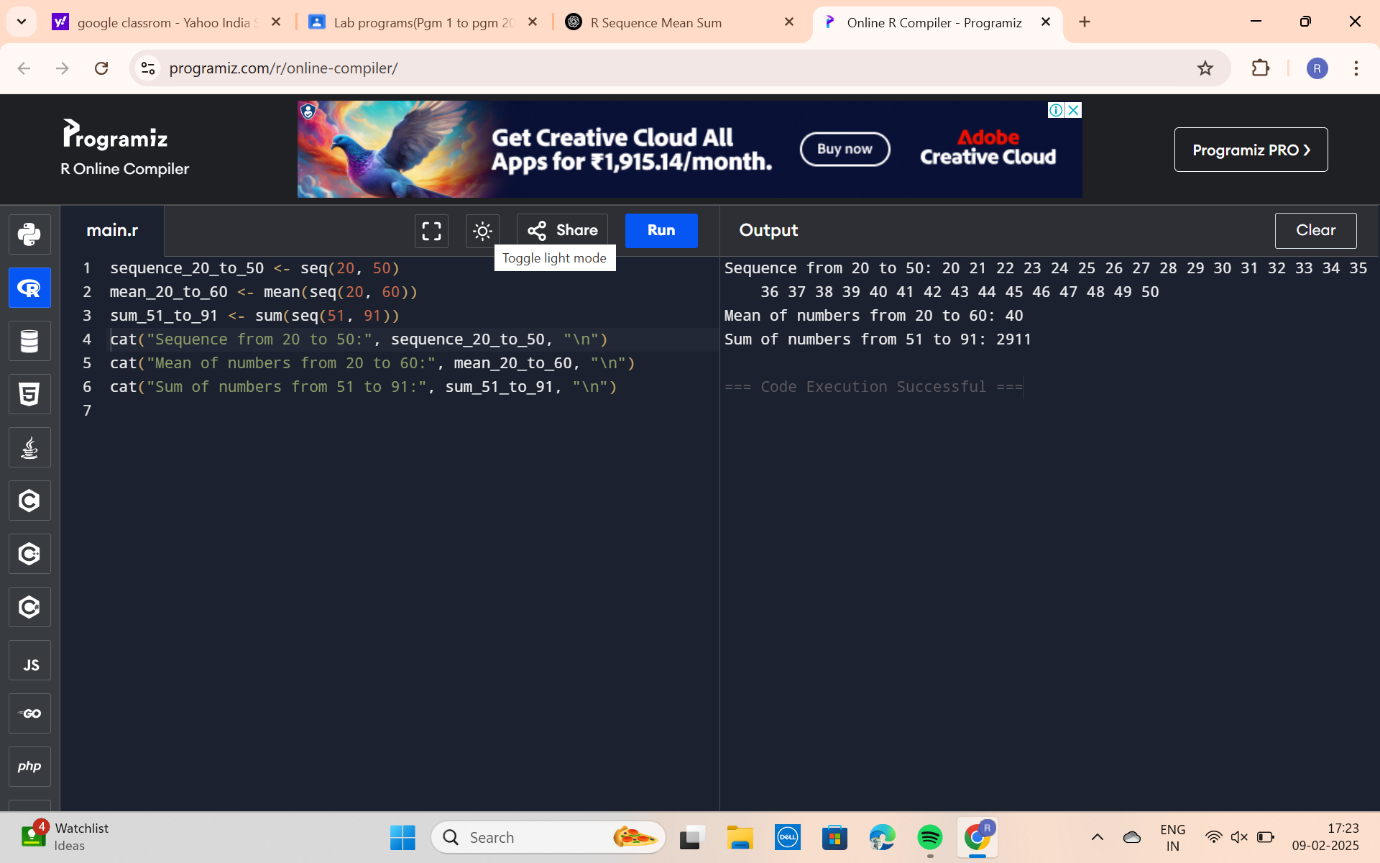 google classrom - Yahoo India S
Lab programs(Pgm 1 to pgm 20
R Sequence Mean Sum
Online R Compiler - Programiz
programiz.com/r/online-compiler/
R
Programiz
R Online Compiler
Get Creative Cloud All
Apps for ₹1,915.14/month.
Buy now
Adobe
Creative Cloud
Programiz PRO
main.r
Share
Run
Output
Clear
Toggle light mode
1 sequence_20_to_50 <- seq(20, 50)
2 mean_20_to_60 <- mean(seq(20, 60))
3 sum_51_to_91 <- sum(seq(51, 91))
4 cat("Sequence from 20 to 50:", sequence_20_to_50, "\n")
5 cat("Mean of numbers from 20 to 60:", mean_20_to_60, "\n")
6 cat("Sum of numbers from 51 to 91:", sum_51_to_91, "\n")
7
Sequence from 20 to 50: 20 21 22 23 24 25 26 27 28 29 30 31 32 33 34 35
36 37 38 39 40 41 42 43 44 45 46 47 48 49 50
Mean of numbers from 20 to 60: 40
Sum of numbers from 51 to 91: 2911
=== Code Execution Successful ===
R
5
C
C
C
JS
GO
php
4
Watchlist
Ideas
Search
DELL
R
ENG
IN
17:23
09-02-2025